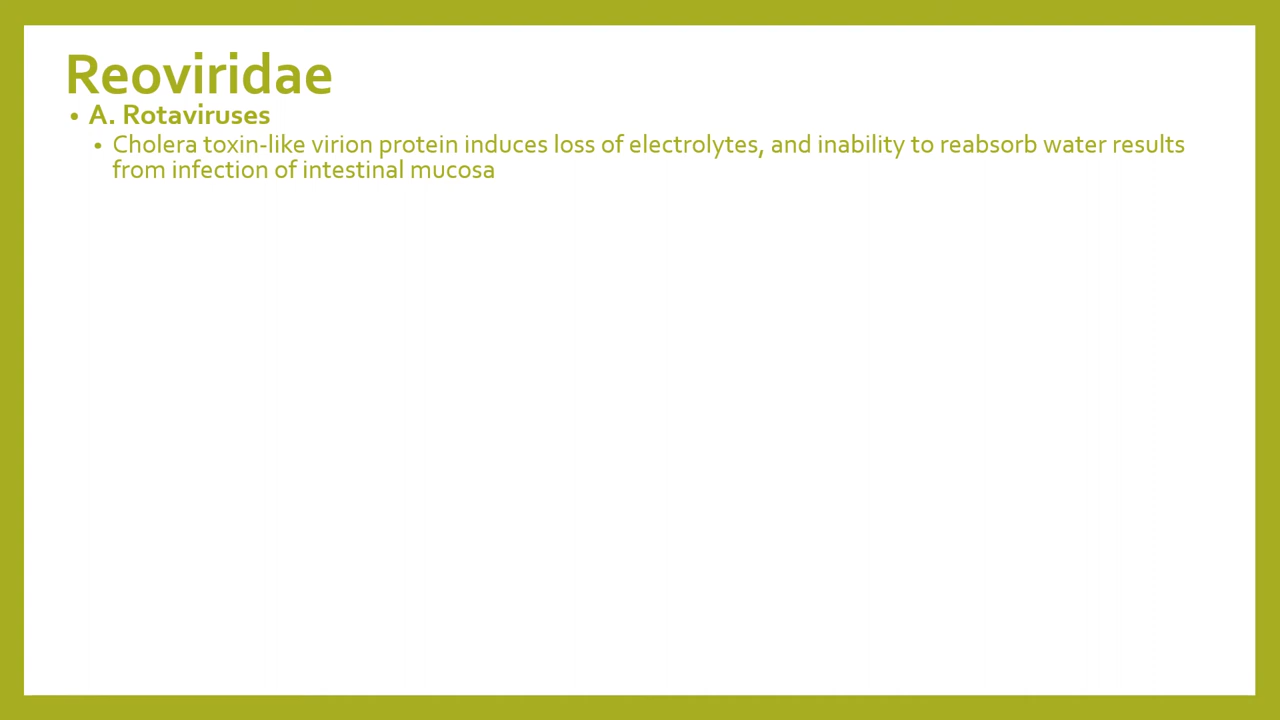 Reoviridae
• A. Rotaviruses
• Cholera toxin-like virion protein induces loss of electrolytes, and inability to reabsorb water results
from infection of intestinal mucosa